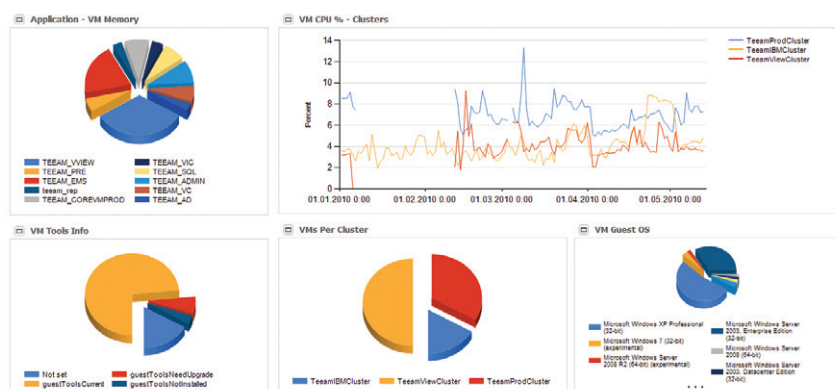 Application - VM Memory
TEEAM_VVIEW
TEEAM_PRE
TEEAM_EMS
team_rep
TEEAM_COREVMPROD
TEEAM_VIC
TEEAM_SQL
TEEAM_ADMIN
TEEAM_VC
TEEAM_AD
VM CPU % - Clusters
14
12
10
8
6
4
2
0
Percent
01.01.2010 0.00
01.02.2010 0.00
01.03.2010 0.00
01.04.2010 0.00
01.05.2010 0.00
TeeamProdCluster
TeeamIBMCluster
TeeamViewCluster
VM Tools Info
Not set
guestToolsCurrent
guestToolsNeedUpgrade
guestToolsNotInstalled
VMs Per Cluster
TeeamIBMCluster
TeeamViewCluster
TeeamProdCluster
VM Guest OS
Microsoft Windows XP Professional
(32-bit)
Microsoft Windows 7 (32-bit)
(experimental)
Microsoft Windows Server
2008 R2 (64-bit) (experimental)
Microsoft Windows Server
2003, Enterprise Edition
(32-bit)
Microsoft Windows Server
2008 (64-bit)
Microsoft Windows Server
2003, Datacenter Edition
(32-bit)
...